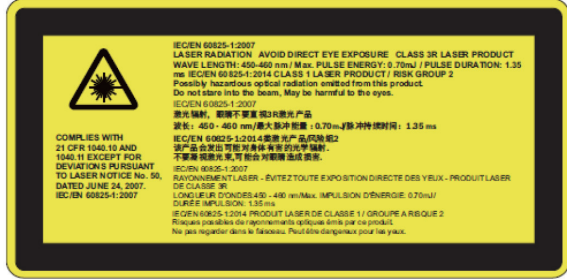 COMPLIES WITH
21 CFR 1040.10 AND
1040.11 EXCEPT FOR
DEVIATIONS PURSUANT
TO LASER NOTICE No. 50,
DATED JUNE 24, 2007.
IEC/EN 60825-1:2007
IEC/EN 60825-1:2007
LASER RADIATION AVOID DIRECT EYE EXPOSURE CLASS 3R LASER PRODUCT
WAVE LENGTH: 450-460 nm / Max. PULSE ENERGY: 0.70mJ / PULSE DURATION: 1.35
ms IEC/EN 60825-1:2014 CLASS 1 LASER PRODUCT / RISK GROUP 2
Possibly hazardous optical radiation emitted from this product.
Do not stare into the beam, May be harmful to the eyes.
IEC/EN 60825-1:2007
激光辐射, 眼睛不要直视3R激光产品
波长: 450 - 460 nm/最大脉冲能量 : 0.70mJ/脉冲持续时间: 1.35 ms
IEC/EN 60825-1:2014类激光产品/风险组2
该产品会发出可能对身体有害的光学辐射.
不要凝视激光束,可能会对眼睛造成损害.
IEC/EN 60825-1:2007
RAYONNEMENT LASER - ÉVITEZ TOUTE EXPOSITION DIRECTE DES YEUX - PRODUIT LASER
DE CLASSE 3R
LONGUEUR D'ONDES:450 - 460 nm/Max. IMPULSION D'ÉNERGIE: 0.70mJ/
DURÉE IMPULSION: 1.35 ms
IEC/EN 60825-1:2014 PRODUIT LASER DE CLASSE 1 / GROUPE A RISQUE 2
Risques possibles de rayonnements optiques émis par ce produit.
Ne pas regarder dans le faisceau. Peut être dangereux pour les yeux.